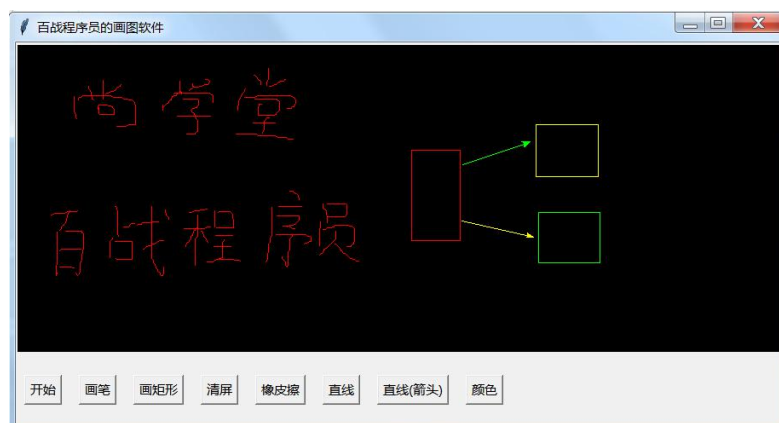 百战程序员的画图软件
尚学堂
百战程序员
开始 画笔 画矩形 清屏 橡皮擦 直线 直线(箭头) 颜色